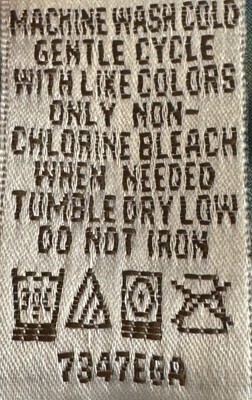 MACHINE WASH COLD
GENTLE CYCLE
WITH LIKE COLORS
ONLY NON-
CHLORINE BLEACH
WHEN NEEDED
TUMBLE DRY LOW
DO NOT IRON
7347EGA